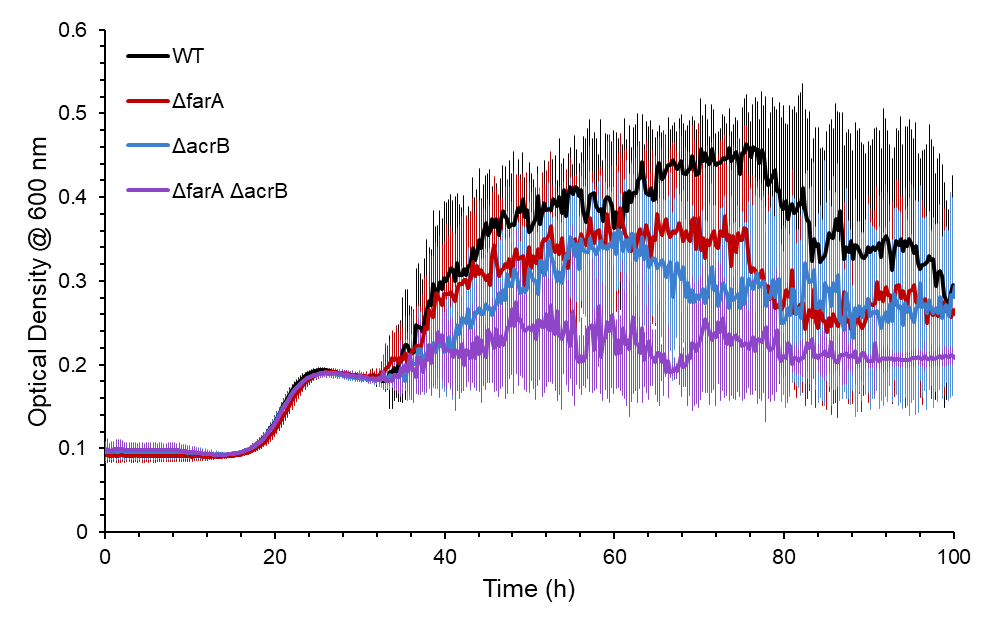 0.6
0.5
0.4
0.3
0.2
0.1
0
Optical Density @ 600 nm
WT
ΔfarA
ΔacrB
ΔfarA ΔacrB
0 20 40 60 80 100
Time (h)